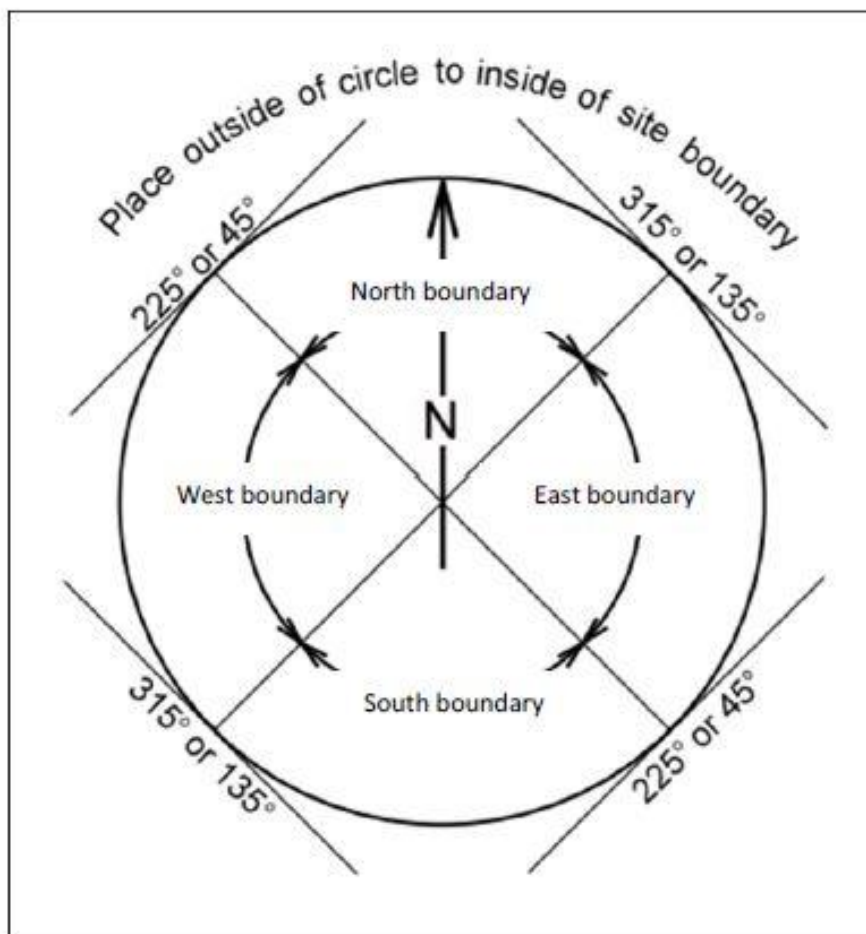 Place outside of circle to inside of site boundary
225° or 45°
315° or 135°
North boundary
N
West boundary
East boundary
South boundary
315° or 135°
225° or 45°